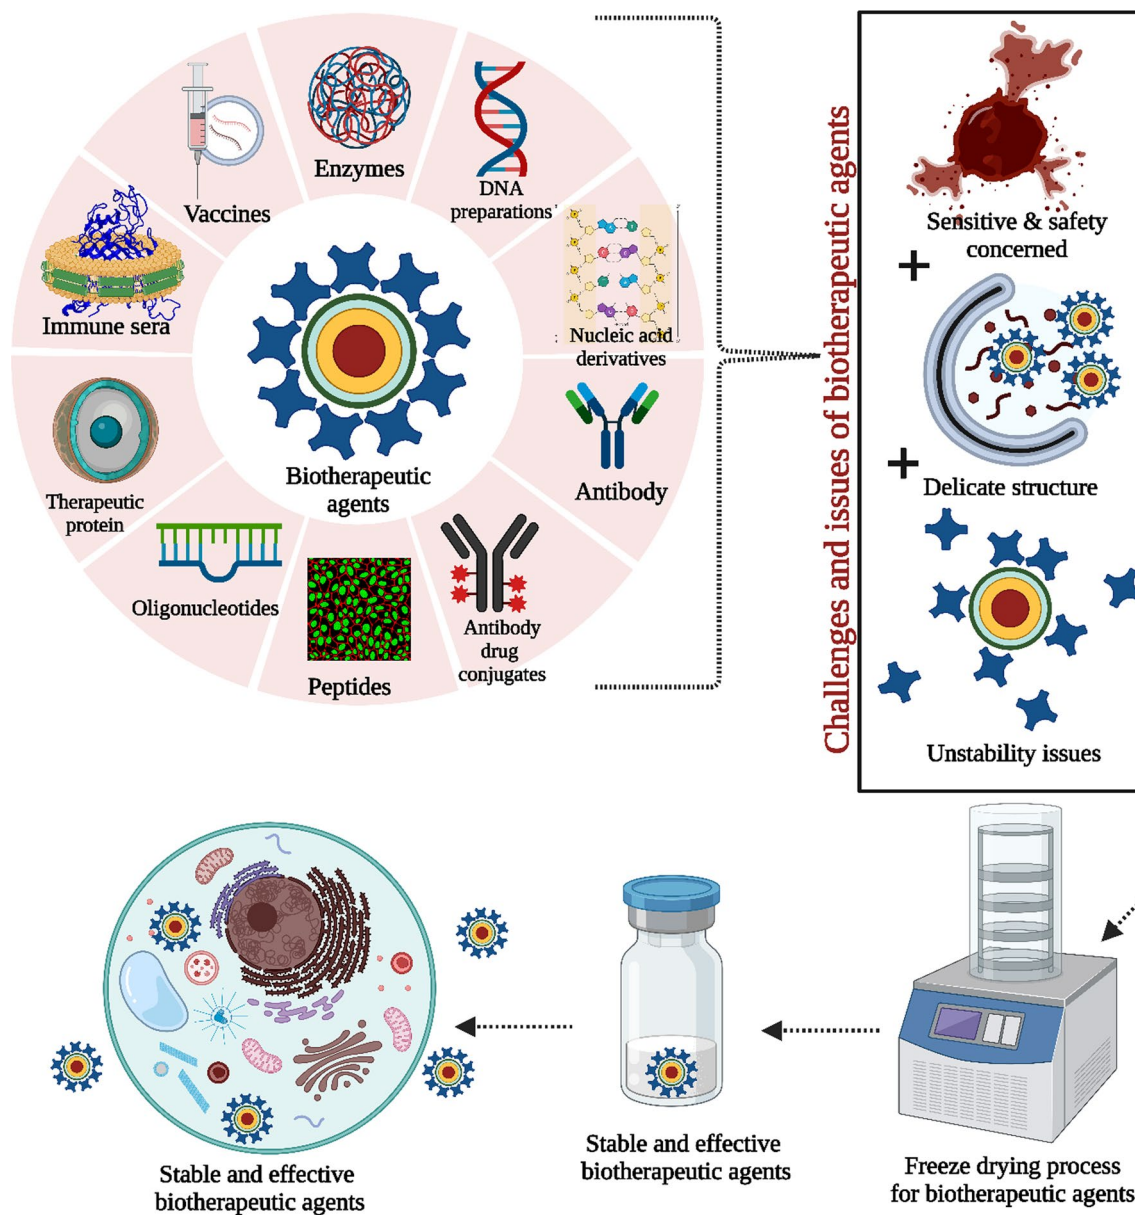 Enzymes
DNA
preparations
Vaccines
Nucleic acid
derivatives
Immune sera
Antibody
Therapeutic
protein
Biotherapeutic
agents
Oligonucleotides
Peptides
Antibody
drug
conjugates
Challenges and issues of biotherapeutic agents
Sensitive & safety
concerned
+
Delicate structure
+
Unstability issues
Stable and effective
biotherapeutic agents
Stable and effective
biotherapeutic agents
Freeze drying process
for biotherapeutic agents